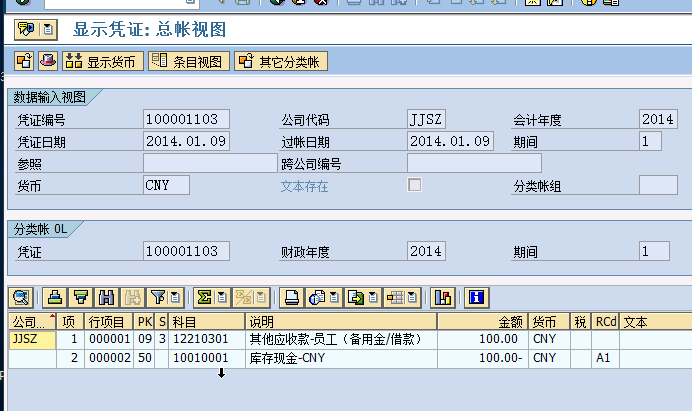 显示凭证: 总帐视图
显示货币 条目视图 其它分类帐
数据输入视图
凭证编号 100001103 公司代码 JJSZ 会计年度 2014
凭证日期 2014.01.09 过帐日期 2014.01.09 期间 1
参照 跨公司编号
货币 CNY 文本存在 分类帐组
分类帐 0L
凭证 100001103 财政年度 2014 期间 1
公司... 项 行项目 PK S 科目 说明 金额 货币 税 RCd 文本
JJSZ 1 000001 09 3 12210301 其他应收款-员工（备用金/借款） 100.00 CNY
2 000002 50 10010001 库存现金-CNY 100.00- CNY A1